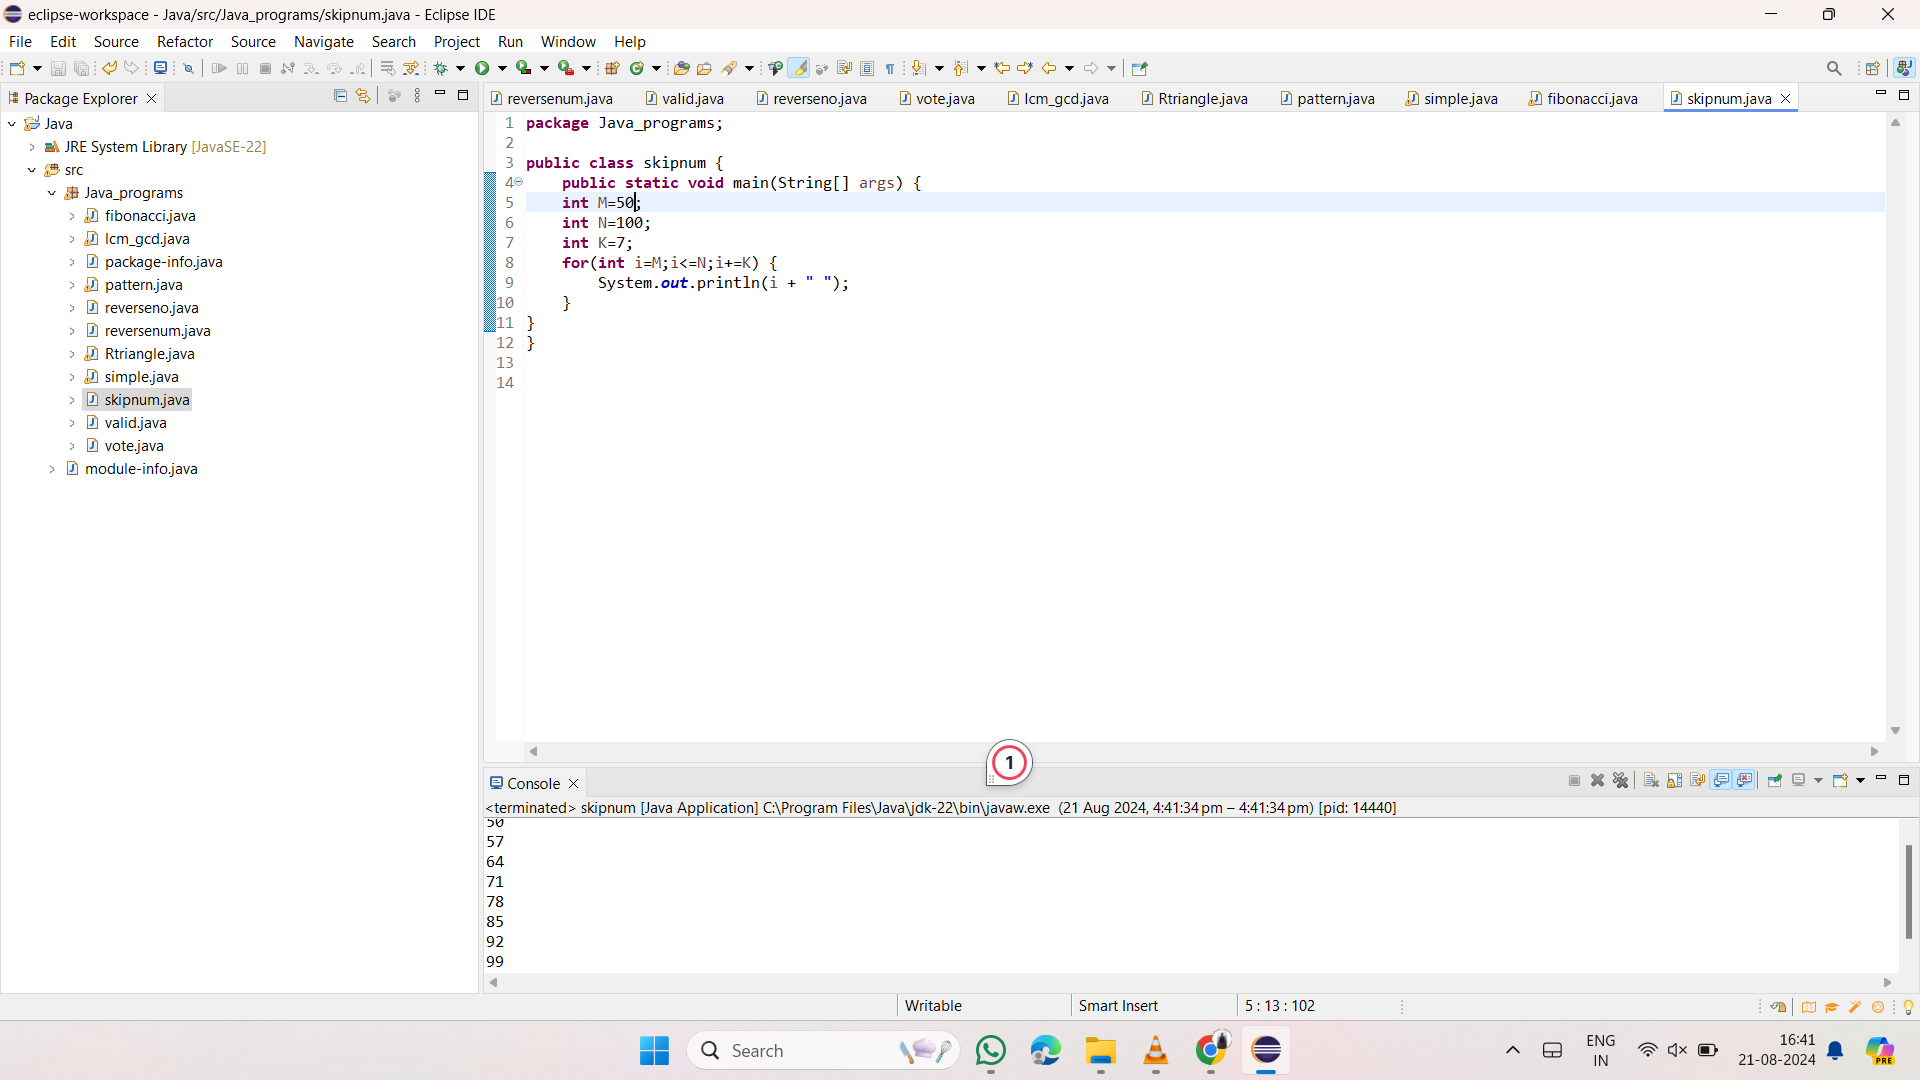 eclipse-workspace - Java/src/Java_programs/skipnum.java - Eclipse IDE
File Edit Source Refactor Source Navigate Search Project Run Window Help
Package Explorer
Java
JRE System Library [JavaSE-22]
src
Java_programs
fibonacci.java
lcm_gcd.java
package-info.java
pattern.java
reverseno.java
reversenum.java
Rtriangle.java
simple.java
skipnum.java
valid.java
vote.java
module-info.java
reversenum.java valid.java reverseno.java vote.java lcm_gcd.java Rtriangle.java pattern.java simple.java fibonacci.java skipnum.java
1 package Java_programs;
2
3 public class skipnum {
4 public static void main(String[] args) {
5 int M=50;
6 int N=100;
7 int K=7;
8 for(int i=M;i<=N;i+=K) {
9 System.out.println(i + " ");
10 }
11 }
12 }
13
14
1
Console
<terminated> skipnum [Java Application] C:\Program Files\Java\jdk-22\bin\javaw.exe (21 Aug 2024, 4:41:34 pm – 4:41:34 pm) [pid: 14440]
50
57
64
71
78
85
92
99
Writable Smart Insert 5 : 13 : 102
Search
ENG
IN
16:41
21-08-2024
PRE